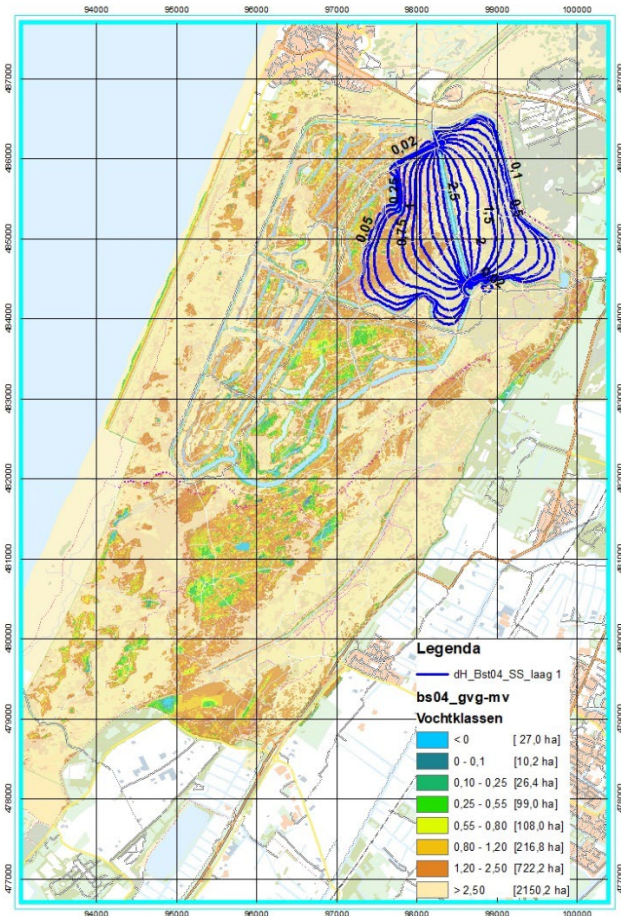 94000 95000 96000 97000 98000 99000 100000
487000
486000
485000
484000
483000
482000
481000
480000
479000
478000
477000
0,02
0,1
0,25
2,5
0,5
0,05
0,75
1
1,5
2
0,02
Legenda
dH_Bst04_SS_laag 1
bs04_gvg-mv
Vochtklassen
< 0 [ 27,0 ha]
0 - 0,1 [10,2 ha]
0,10 - 0,25 [26,4 ha]
0,25 - 0,55 [99,0 ha]
0,55 - 0,80 [108,0 ha]
0,80 - 1,20 [216,8 ha]
1,20 - 2,50 [722,2 ha]
> 2,50 [2150,2 ha]
94000 95000 96000 97000 98000 99000 100000